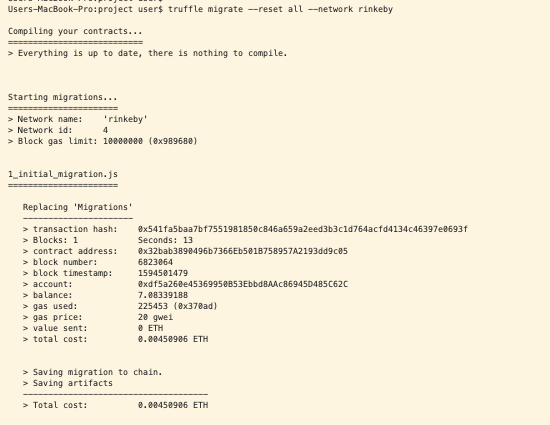 Users-MacBook-Pro:project user$ truffle migrate --reset all --network rinkeby
Compiling your contracts...
===========================
> Everything is up to date, there is nothing to compile.
Starting migrations...
======================
> Network name:    'rinkeby'
> Network id:      4
> Block gas limit: 10000000 (0x989680)
1_initial_migration.js
======================
Replacing 'Migrations'
----------------------
> transaction hash:    0x541fa5baa7bf7551981850c846a659a2eed3b3c1d764acfd4134c46397e0693f
> Blocks: 1            Seconds: 13
> contract address:    0x32bab3890496b7366Eb501B758957A2193dd9c05
> block number:        6823064
> block timestamp:     1594501479
> account:             0xdf5a260e45369950B53Ebbd8AAc86945D485C62C
> balance:             7.08339188
> gas used:            225453 (0x370ad)
> gas price:           20 gwei
> value sent:          0 ETH
> total cost:          0.00450906 ETH
> Saving migration to chain.
> Saving artifacts
-------------------------------------
> Total cost:          0.00450906 ETH